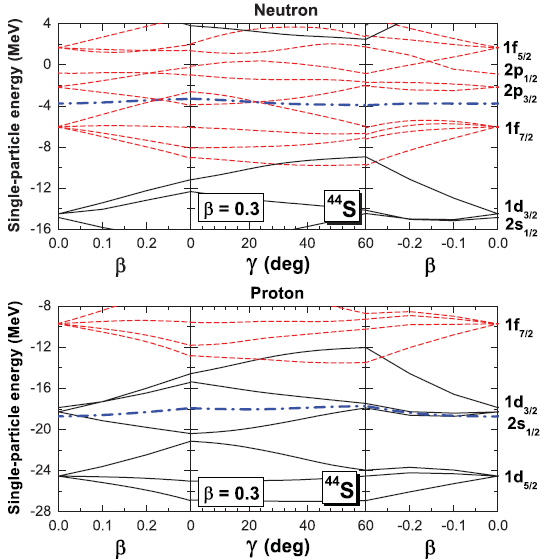 Neutron
Single-particle energy (MeV)
4
0
-4
-8
-12
-16
1f5/2
2p1/2
2p3/2
1f7/2
1d3/2
2s1/2
β = 0.3
44S
0.0 0.1 0.2 0 20 40 60 -0.2 -0.1 0.0
β γ (deg) β
Proton
Single-particle energy (MeV)
-8
-12
-16
-20
-24
-28
1f7/2
1d3/2
2s1/2
1d5/2
β = 0.3
44S
0.0 0.1 0.2 0 20 40 60 -0.2 -0.1 0.0
β γ (deg) β